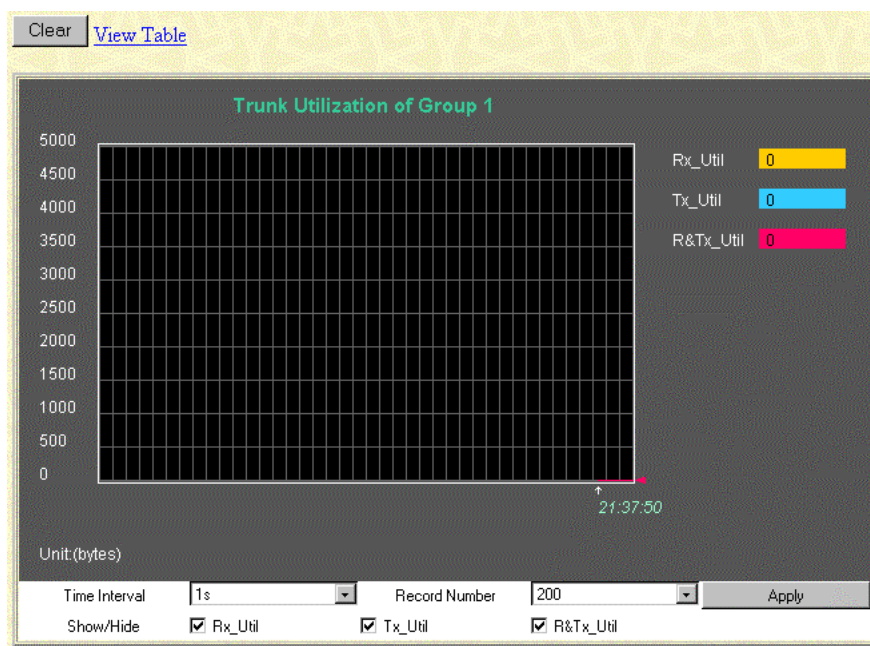 Clear View Table
Trunk Utilization of Group 1
5000
4500
4000
3500
3000
2500
2000
1500
1000
500
0
Rx_Util 0
Tx_Util 0
R&Tx_Util 0
21:37:50
Unit:(bytes)
Time Interval 1s Record Number 200 Apply
Show/Hide Rx_Util Tx_Util R&Tx_Util